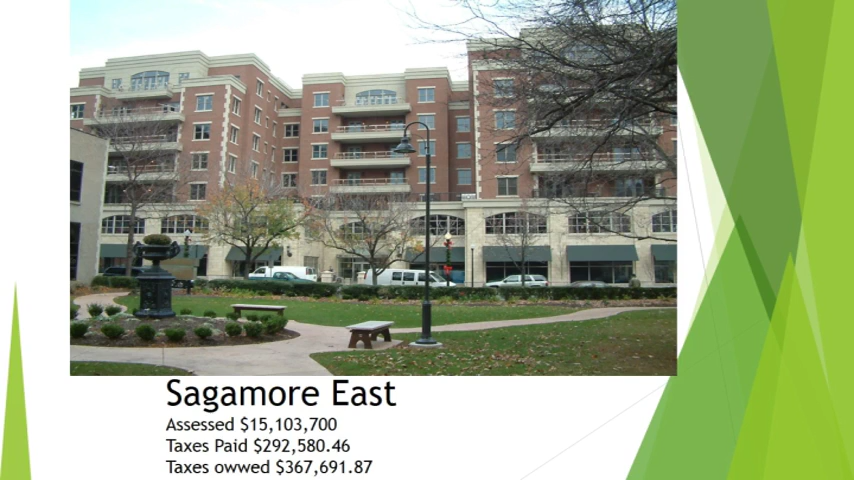 Sagamore East
Assessed $15,103,700
Taxes Paid $292,580.46
Taxes owwed $367,691.87